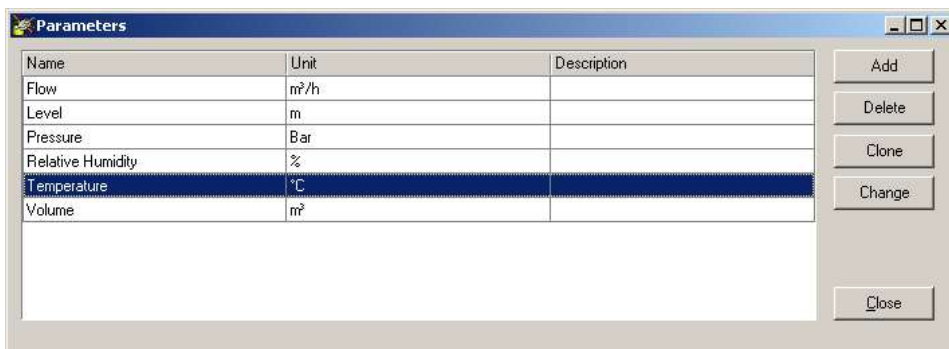 Parameters
Name Unit Description
Flow m³/h
Level m
Pressure Bar
Relative Humidity %
Temperature °C
Volume m³
Add
Delete
Clone
Change
Close